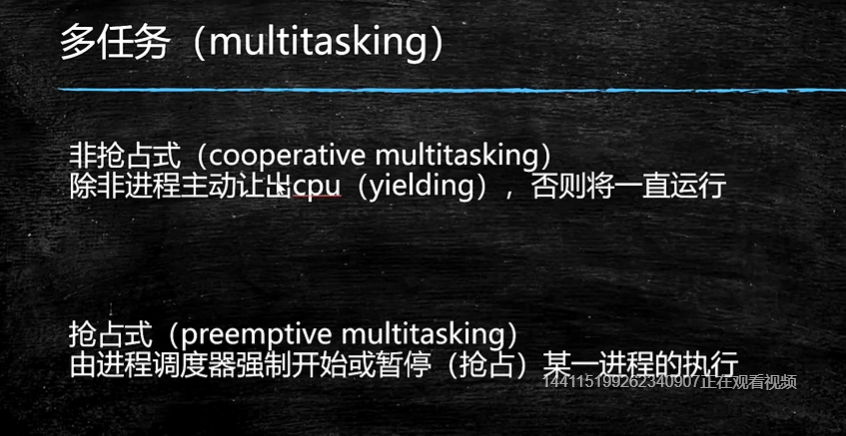 多任务（multitasking）
非抢占式（cooperative multitasking）
除非进程主动让出cpu（yielding），否则将一直运行
抢占式（preemptive multitasking）
由进程调度器强制开始或暂停（抢占）某一进程的执行
144115199262340907正在观看视频